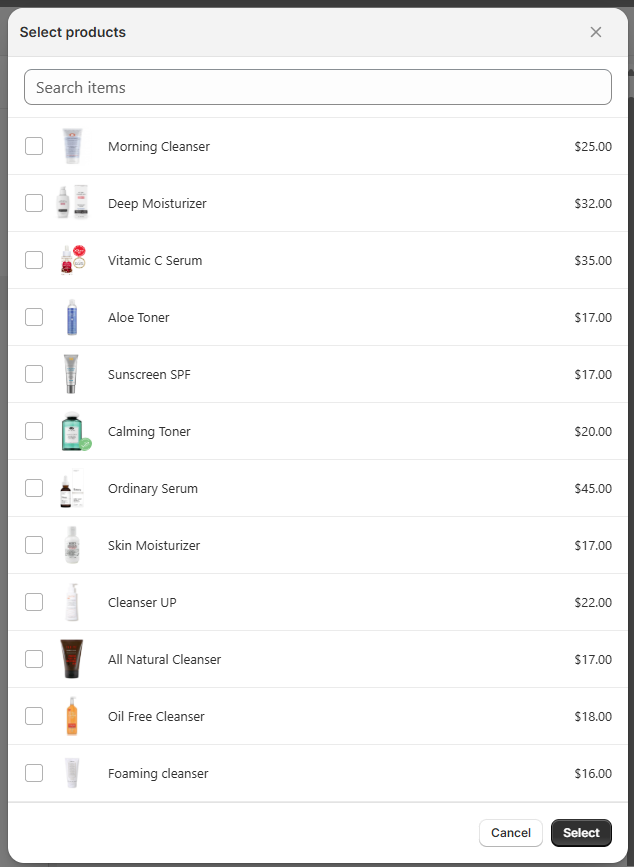 Select products
Search items
Morning Cleanser $25.00
Deep Moisturizer $32.00
Vitamic C Serum $35.00
Aloe Toner $17.00
Sunscreen SPF $17.00
Calming Toner $20.00
Ordinary Serum $45.00
Skin Moisturizer $17.00
Cleanser UP $22.00
All Natural Cleanser $17.00
Oil Free Cleanser $18.00
Foaming cleanser $16.00
Cancel Select